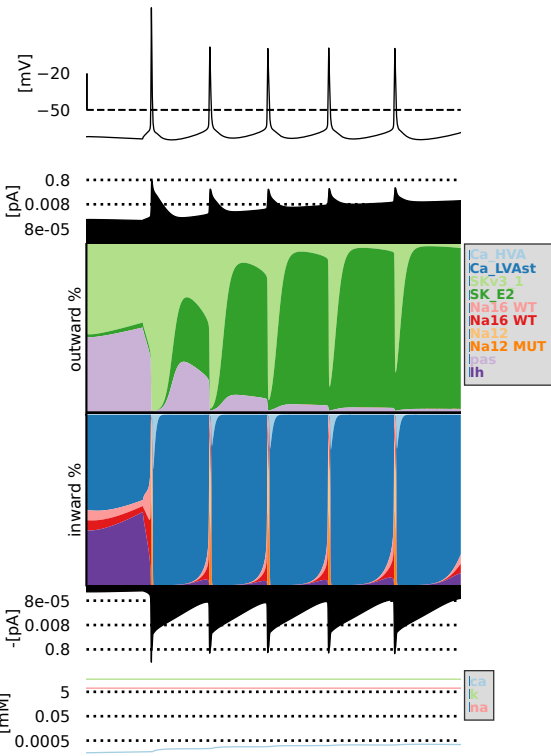 [mV]
−20
−50
[pA]
0.8
0.008
8e-05
outward %
Ca_HVA
Ca_LVAst
SKv3_1
SK_E2
Na16 WT
Na16 WT
Na12
Na12 MUT
pas
Ih
inward %
-[pA]
8e-05
0.008
0.8
[mM]
5
0.05
0.0005
ca
k
na